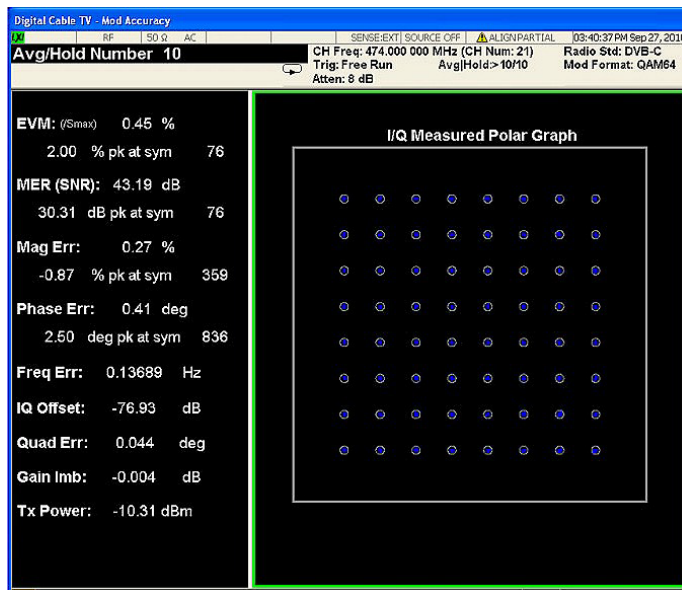 Digital Cable TV - Mod Accuracy
RF 50 Ω AC SENSE:EXT SOURCE OFF ALIGN PARTIAL 03:40:37 PM Sep 27, 201
Avg/Hold Number 10
CH Freq: 474.000 000 MHz (CH Num: 21) Radio Std: DVB-C
Trig: Free Run Avg|Hold:>10/10 Mod Format: QAM64
Atten: 8 dB
EVM: (/Smax) 0.45 %
2.00 % pk at sym 76
MER (SNR): 43.19 dB
30.31 dB pk at sym 76
Mag Err: 0.27 %
-0.87 % pk at sym 359
Phase Err: 0.41 deg
2.50 deg pk at sym 836
Freq Err: 0.13689 Hz
IQ Offset: -76.93 dB
Quad Err: 0.044 deg
Gain Imb: -0.004 dB
Tx Power: -10.31 dBm
I/Q Measured Polar Graph